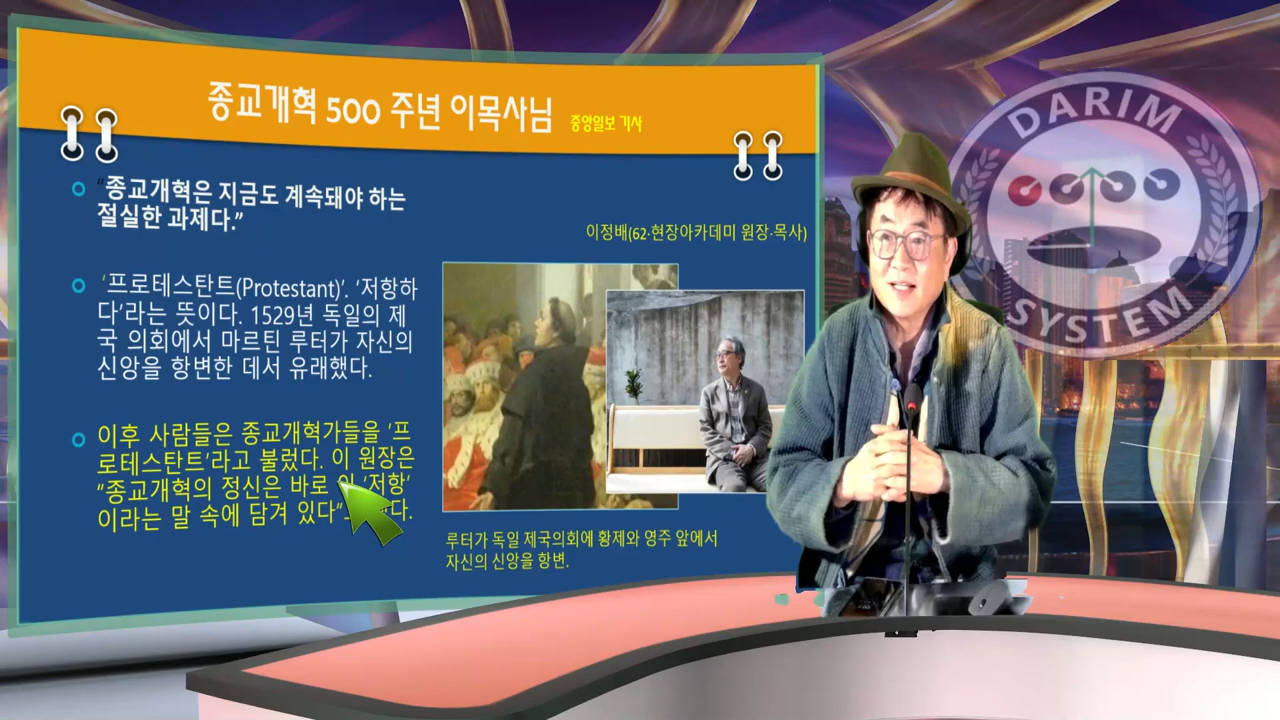 종교개혁 500 주년 이목사님 중앙일보 기사
"종교개혁은 지금도 계속돼야 하는
절실한 과제다."
이정배(62·현장아카데미 원장·목사)
'프로테스탄트(Protestant)'. '저항하
다'라는 뜻이다. 1529년 독일의 제
국 의회에서 마르틴 루터가 자신의
신앙을 항변한 데서 유래했다.
이후 사람들은 종교개혁가들을 '프
로테스탄트'라고 불렀다. 이 원장은
"종교개혁의 정신은 바로 '저항'
이라는 말 속에 담겨 있다" 다.
루터가 독일 제국의회에 황제와 영주 앞에서
자신의 신앙을 항변.
DARIM
SYSTEM